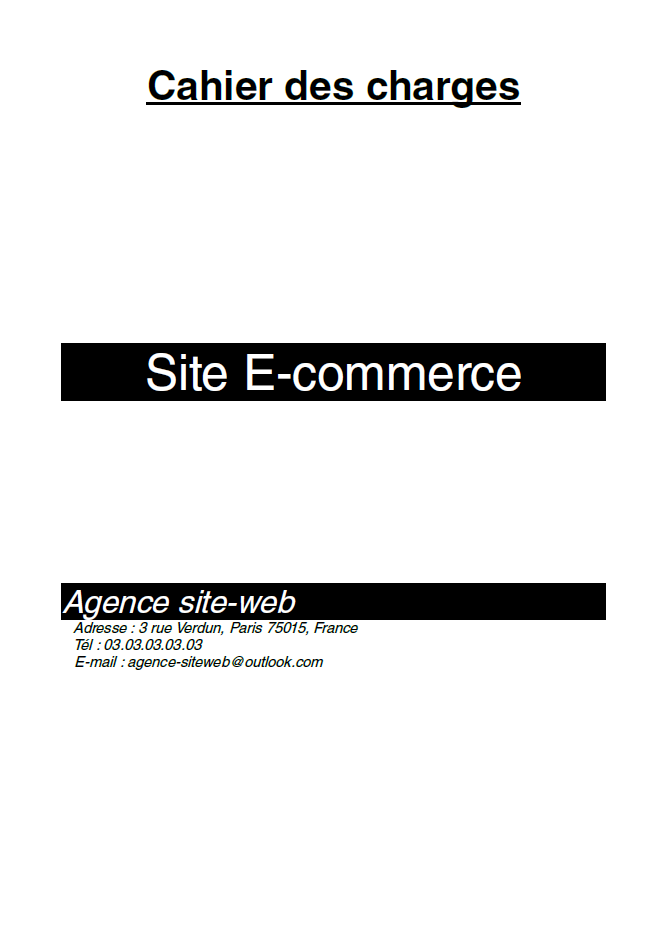 Cahier des charges
Site E-commerce
Agence site-web
Adresse : 3 rue Verdun, Paris 75015, France
Tél : 03.03.03.03.03
E-mail : agence-siteweb@outlook.com